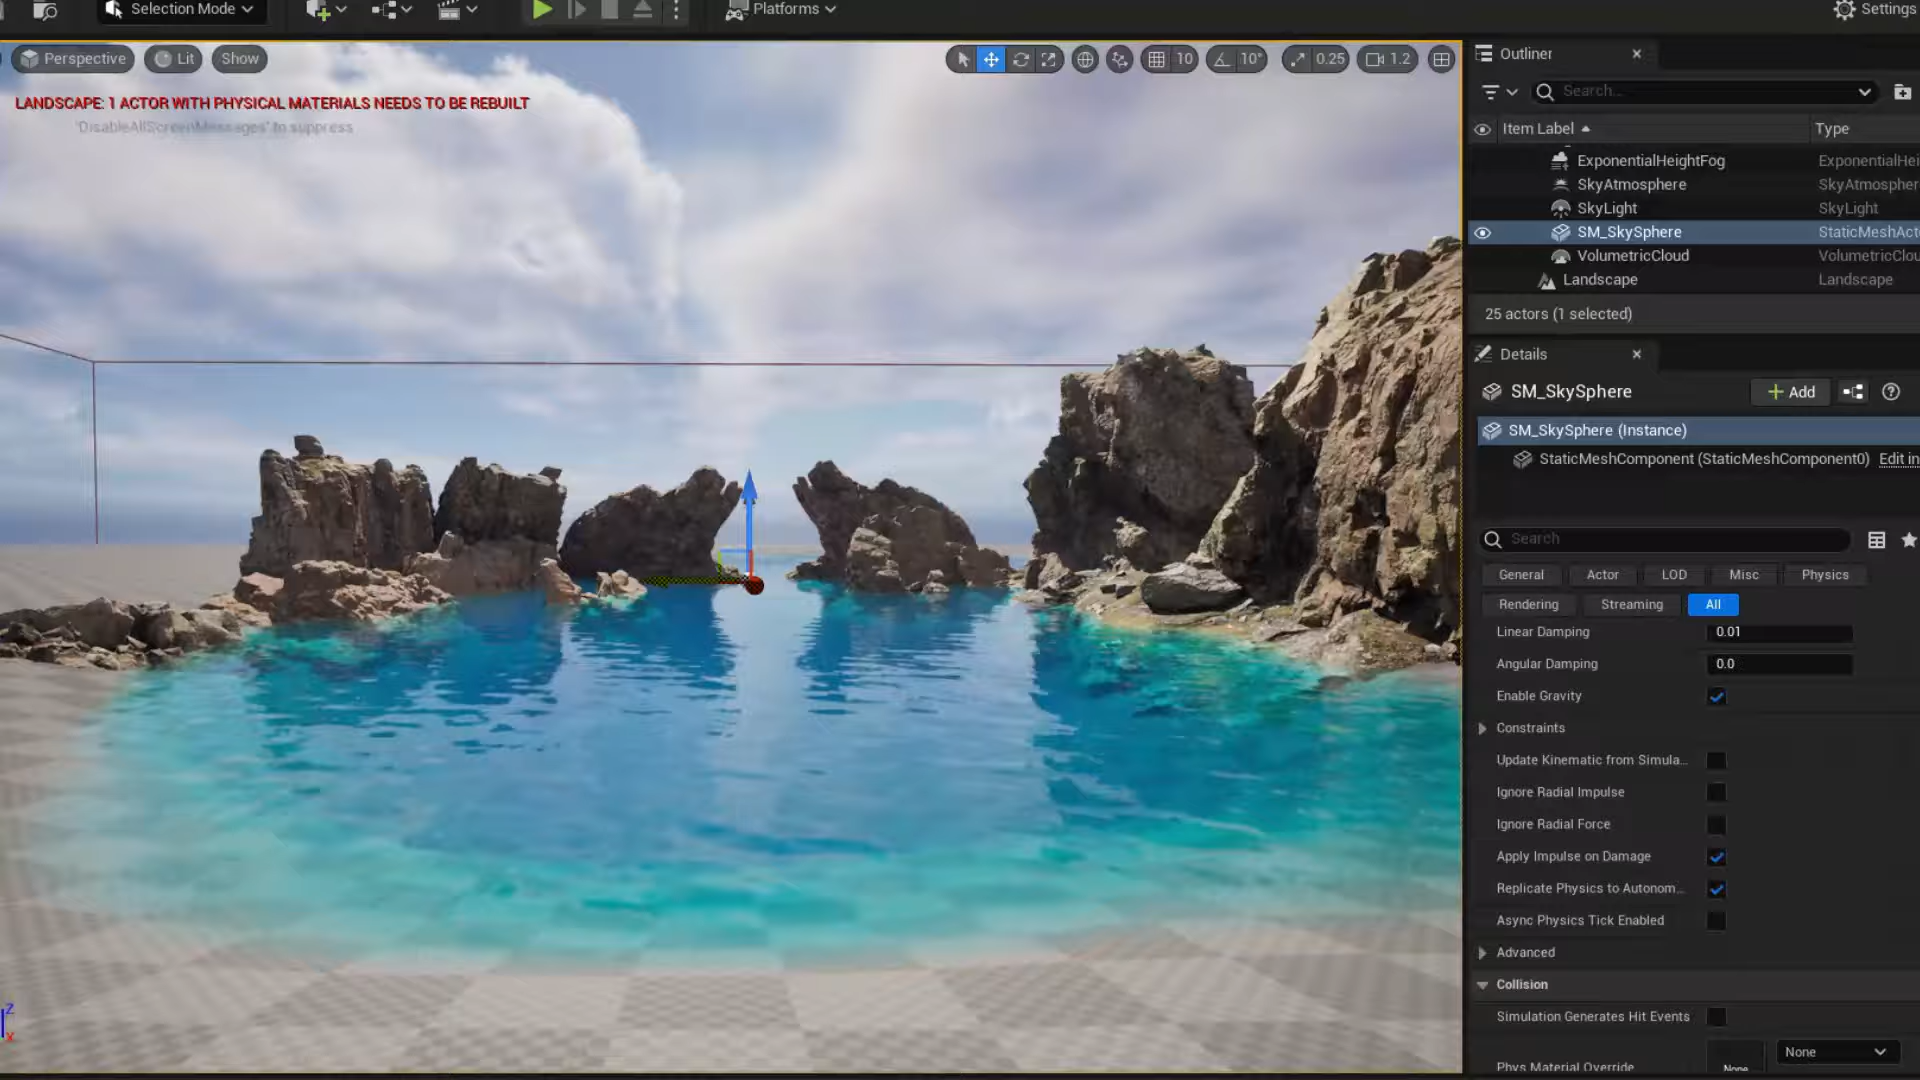 Selection Mode
Platforms
Settings
Perspective
Lit
Show
10
10°
0.25
1.2
LANDSCAPE: 1 ACTOR WITH PHYSICAL MATERIALS NEEDS TO BE REBUILT
'DisableAllScreenMessages' to suppress
Outliner
Search...
Item Label
Type
ExponentialHeightFog
ExponentialHei
SkyAtmosphere
SkyAtmospher
SkyLight
SkyLight
SM_SkySphere
StaticMeshAct
VolumetricCloud
VolumetricClou
Landscape
Landscape
25 actors (1 selected)
Details
SM_SkySphere
Add
SM_SkySphere (Instance)
StaticMeshComponent (StaticMeshComponent0)
Edit in
Search
General
Actor
LOD
Misc
Physics
Rendering
Streaming
All
Linear Damping
0.01
Angular Damping
0.0
Enable Gravity
Constraints
Update Kinematic from Simula...
Ignore Radial Impulse
Ignore Radial Force
Apply Impulse on Damage
Replicate Physics to Autonom...
Async Physics Tick Enabled
Advanced
Collision
Simulation Generates Hit Events
None
Phys Material Override
None
Z
X